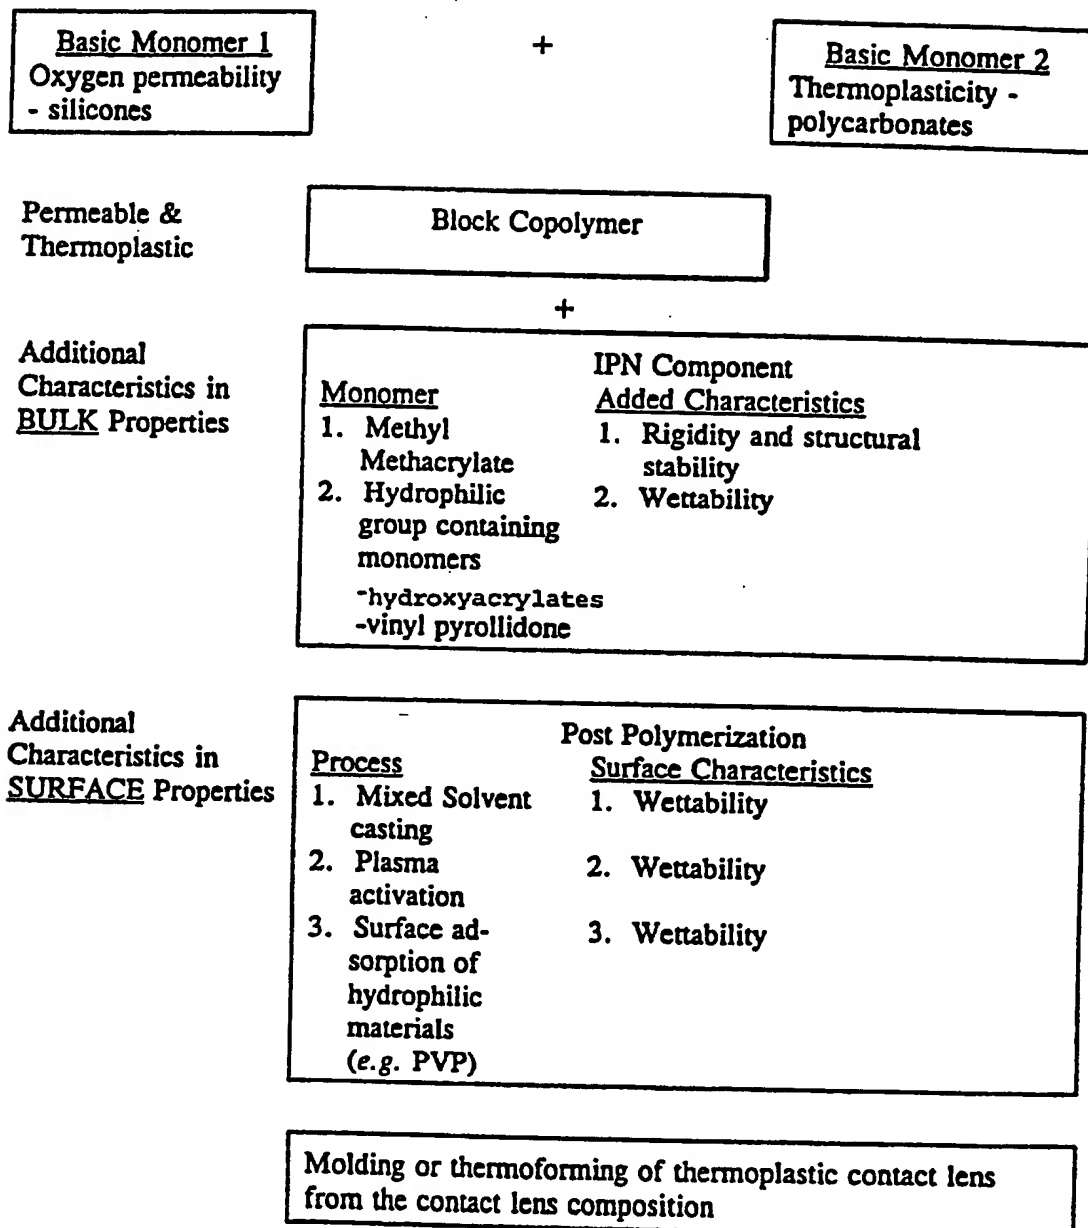 Basic Monomer 1
Oxygen permeability
- silicones
+
Basic Monomer 2
Thermoplasticity -
polycarbonates
Permeable &
Thermoplastic
Block Copolymer
+
Additional
Characteristics in
BULK Properties
IPN Component
Monomer
Added Characteristics
1. Methyl
Methacrylate
1. Rigidity and structural
stability
2. Hydrophilic
group containing
monomers
-hydroxyacrylates
-vinyl pyrollidone
2. Wettability
Additional
Characteristics in
SURFACE Properties
Post Polymerization
Process
Surface Characteristics
1. Mixed Solvent
casting
1. Wettability
2. Plasma
activation
2. Wettability
3. Surface ad-
sorption of
hydrophilic
materials
(e.g. PVP)
3. Wettability
Molding or thermoforming of thermoplastic contact lens
from the contact lens composition